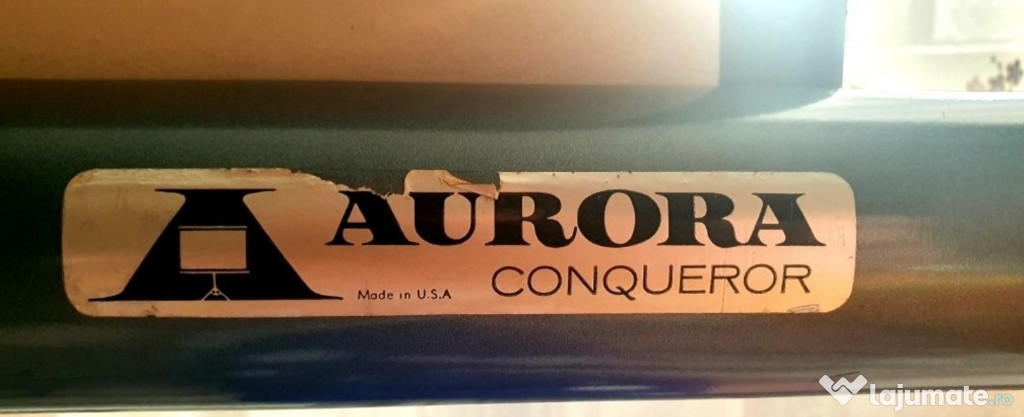 AURORA
CONQUEROR
Made in U.S.A
lajumate.ro